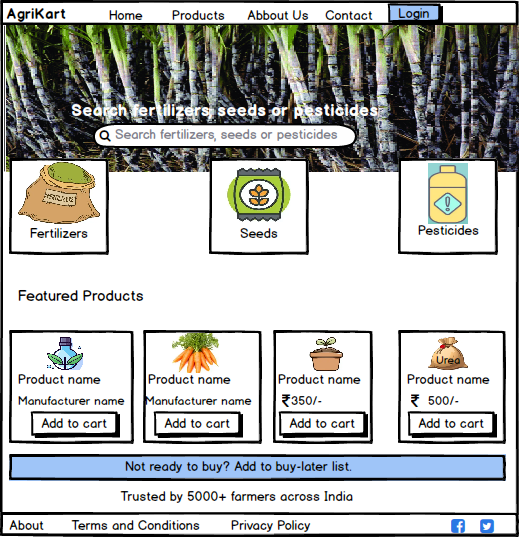 AgriKart Home Products Abbout Us Contact Login
Search fertilizers, seeds or pesticides
Search fertilizers, seeds or pesticides
FERTILIZERS
Fertilizers Seeds Pesticides
Featured Products
Urea
Product name Product name Product name Product name
Manufacturer name Manufacturer name ₹350/- ₹ 500/-
Add to cart Add to cart Add to cart Add to cart
Not ready to buy? Add to buy-later list.
Trusted by 5000+ farmers across India
About Terms and Conditions Privacy Policy